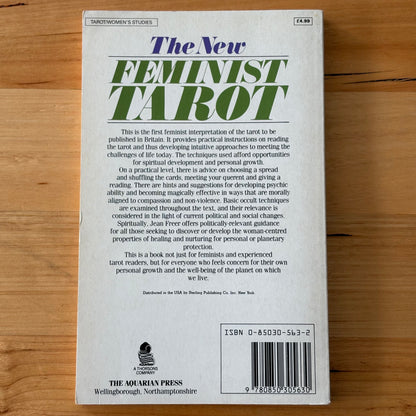 TAROT/WOMEN'S STUDIES
£4.99
The New
FEMINIST
TAROT
This is the first feminist interpretation of the tarot to be
published in Britain. It provides practical instructions on reading
the tarot and thus developing intuitive approaches to meeting the
challenges of life today. The techniques used afford opportunities
for spiritual development and personal growth.
On a practical level, there is advice on choosing a spread
and shuffling the cards, meeting your querent and giving a
reading. There are hints and suggestions for developing psychic
ability and becoming magically effective in ways that are morally
aligned to compassion and non-violence. Basic occult techniques
are examined throughout the text, and their relevance is
considered in the light of current political and social changes.
Spiritually, Jean Freer offers politically-relevant guidance
for all those seeking to discover or develop the woman-centred
properties of healing and nurturing for personal or planetary
protection.
This is a book not just for feminists and experienced
tarot readers, but for everyone who feels concern for their own
personal growth and the well-being of the planet on which
we live.
Distributed in the USA by Sterling Publishing Co. Inc. New York
ISBN 0-85030-563-2
A THORSONS
COMPANY
THE AQUARIAN PRESS
Wellingborough, Northamptonshire
9 780850 305630